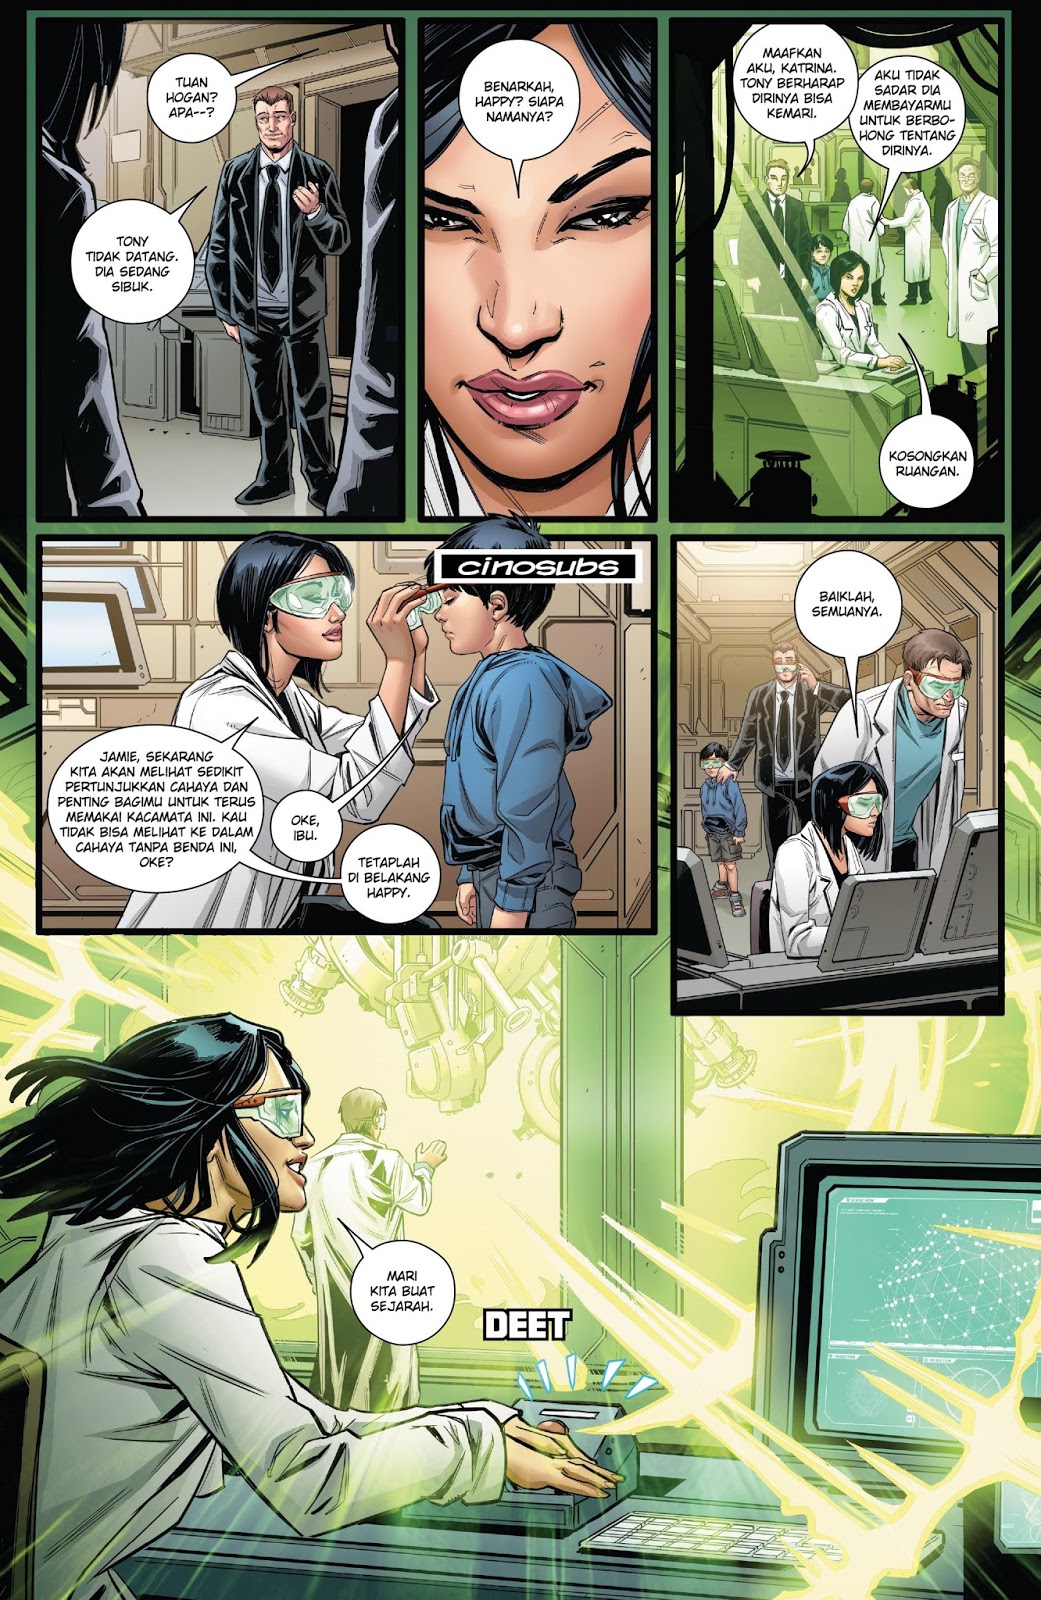 TUAN
HOGAN?
APA--?
TONY
TIDAK DATANG.
DIA SEDANG
SIBUK.
BENARKAH,
HAPPY? SIAPA
NAMANYA?
MAAFKAN
AKU, KATRINA.
TONY BERHARAP
DIRINYA BISA
KEMARI.
AKU TIDAK
SADAR DIA
MEMBAYARMU
UNTUK BERBO-
HONG TENTANG
DIRINYA.
KOSONGKAN
RUANGAN.
cinosubs
JAMIE, SEKARANG
KITA AKAN MELIHAT SEDIKIT
PERTUNJUKKAN CAHAYA DAN
PENTING BAGIMU UNTUK TERUS
MEMAKAI KACAMATA INI. KAU
TIDAK BISA MELIHAT KE DALAM
CAHAYA TANPA BENDA INI,
OKE?
OKE,
IBU.
TETAPLAH
DI BELAKANG
HAPPY.
BAIKLAH,
SEMUANYA.
MARI
KITA BUAT
SEJARAH.
DEET